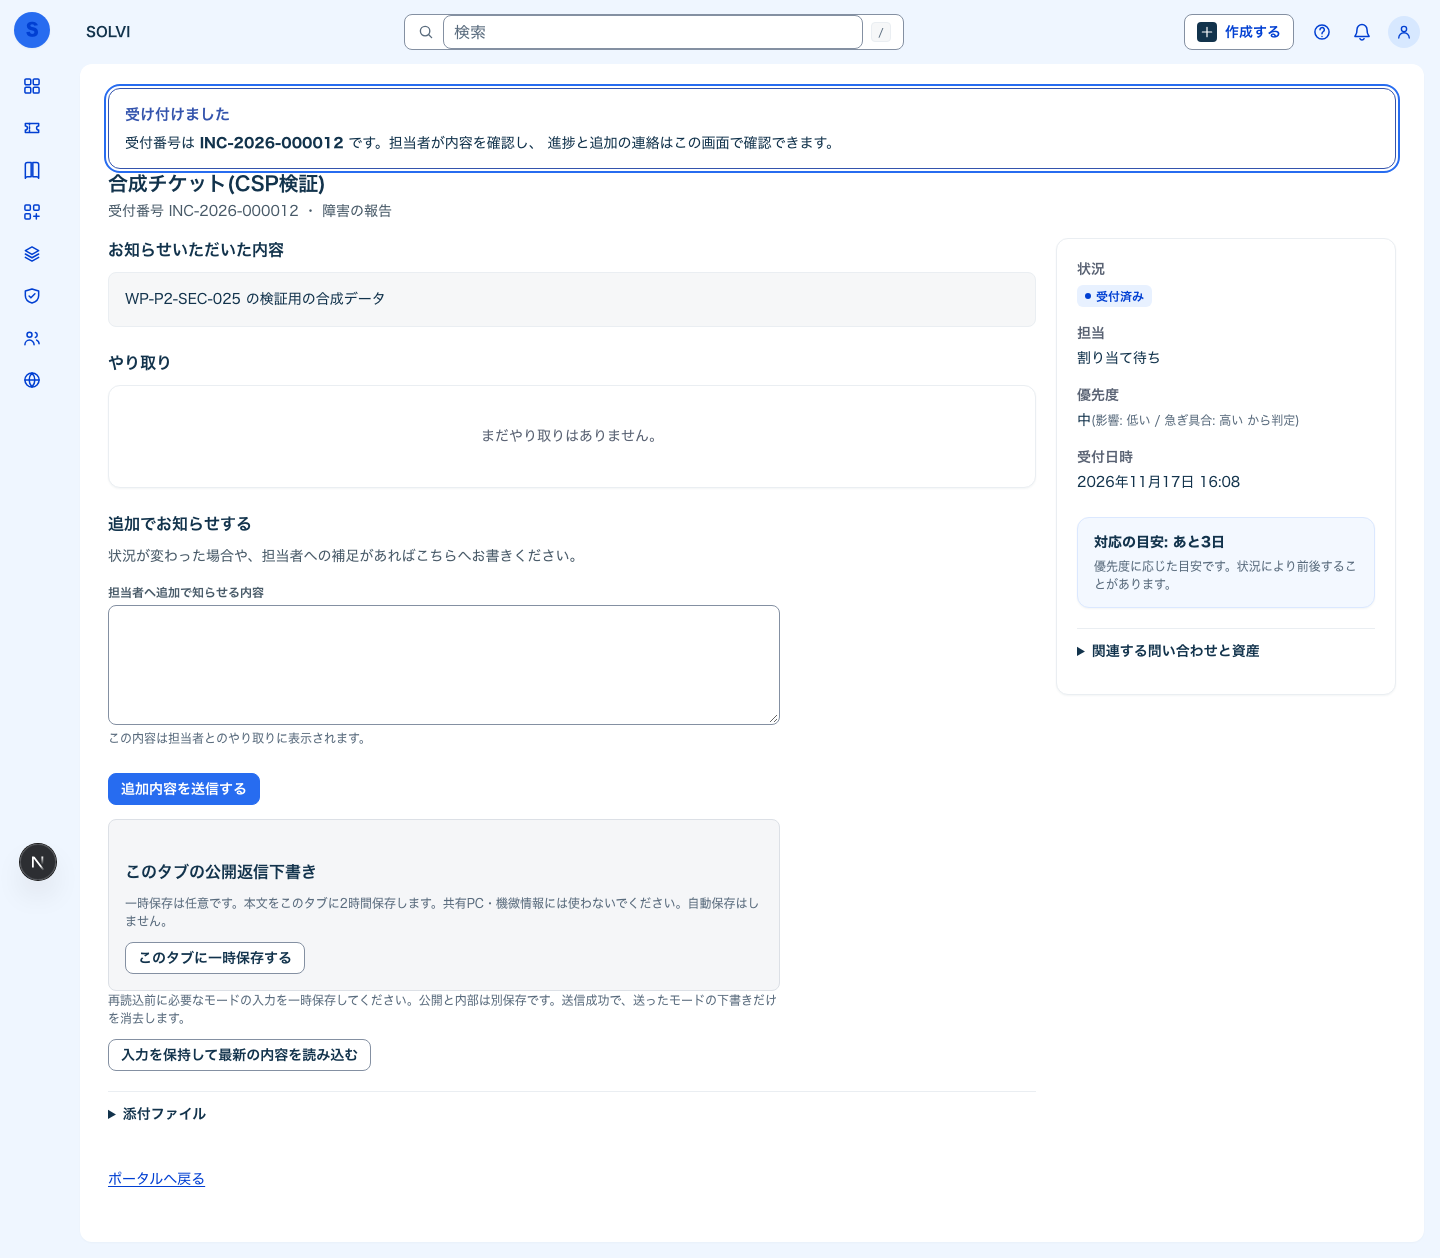 S
SOLVI
検索
/
作成する
受け付けました
受付番号は INC-2026-000012 です。担当者が内容を確認し、 進捗と追加の連絡はこの画面で確認できます。
合成チケット(CSP検証)
受付番号 INC-2026-000012 ・ 障害の報告
お知らせいただいた内容
WP-P2-SEC-025 の検証用の合成データ
やり取り
まだやり取りはありません。
追加でお知らせする
状況が変わった場合や、担当者への補足があればこちらへお書きください。
担当者へ追加で知らせる内容
この内容は担当者とのやり取りに表示されます。
追加内容を送信する
このタブの公開返信下書き
一時保存は任意です。本文をこのタブに2時間保存します。共有PC・機微情報には使わないでください。自動保存はし
ません。
このタブに一時保存する
再読込前に必要なモードの入力を一時保存してください。公開と内部は別保存です。送信成功で、送ったモードの下書きだけ
を消去します。
入力を保持して最新の内容を読み込む
添付ファイル
ポータルへ戻る
状況
受付済み
担当
割り当て待ち
優先度
中(影響: 低い / 急ぎ具合: 高い から判定)
受付日時
2026年11月17日 16:08
対応の目安: あと3日
優先度に応じた目安です。状況により前後するこ
とがあります。
関連する問い合わせと資産
N